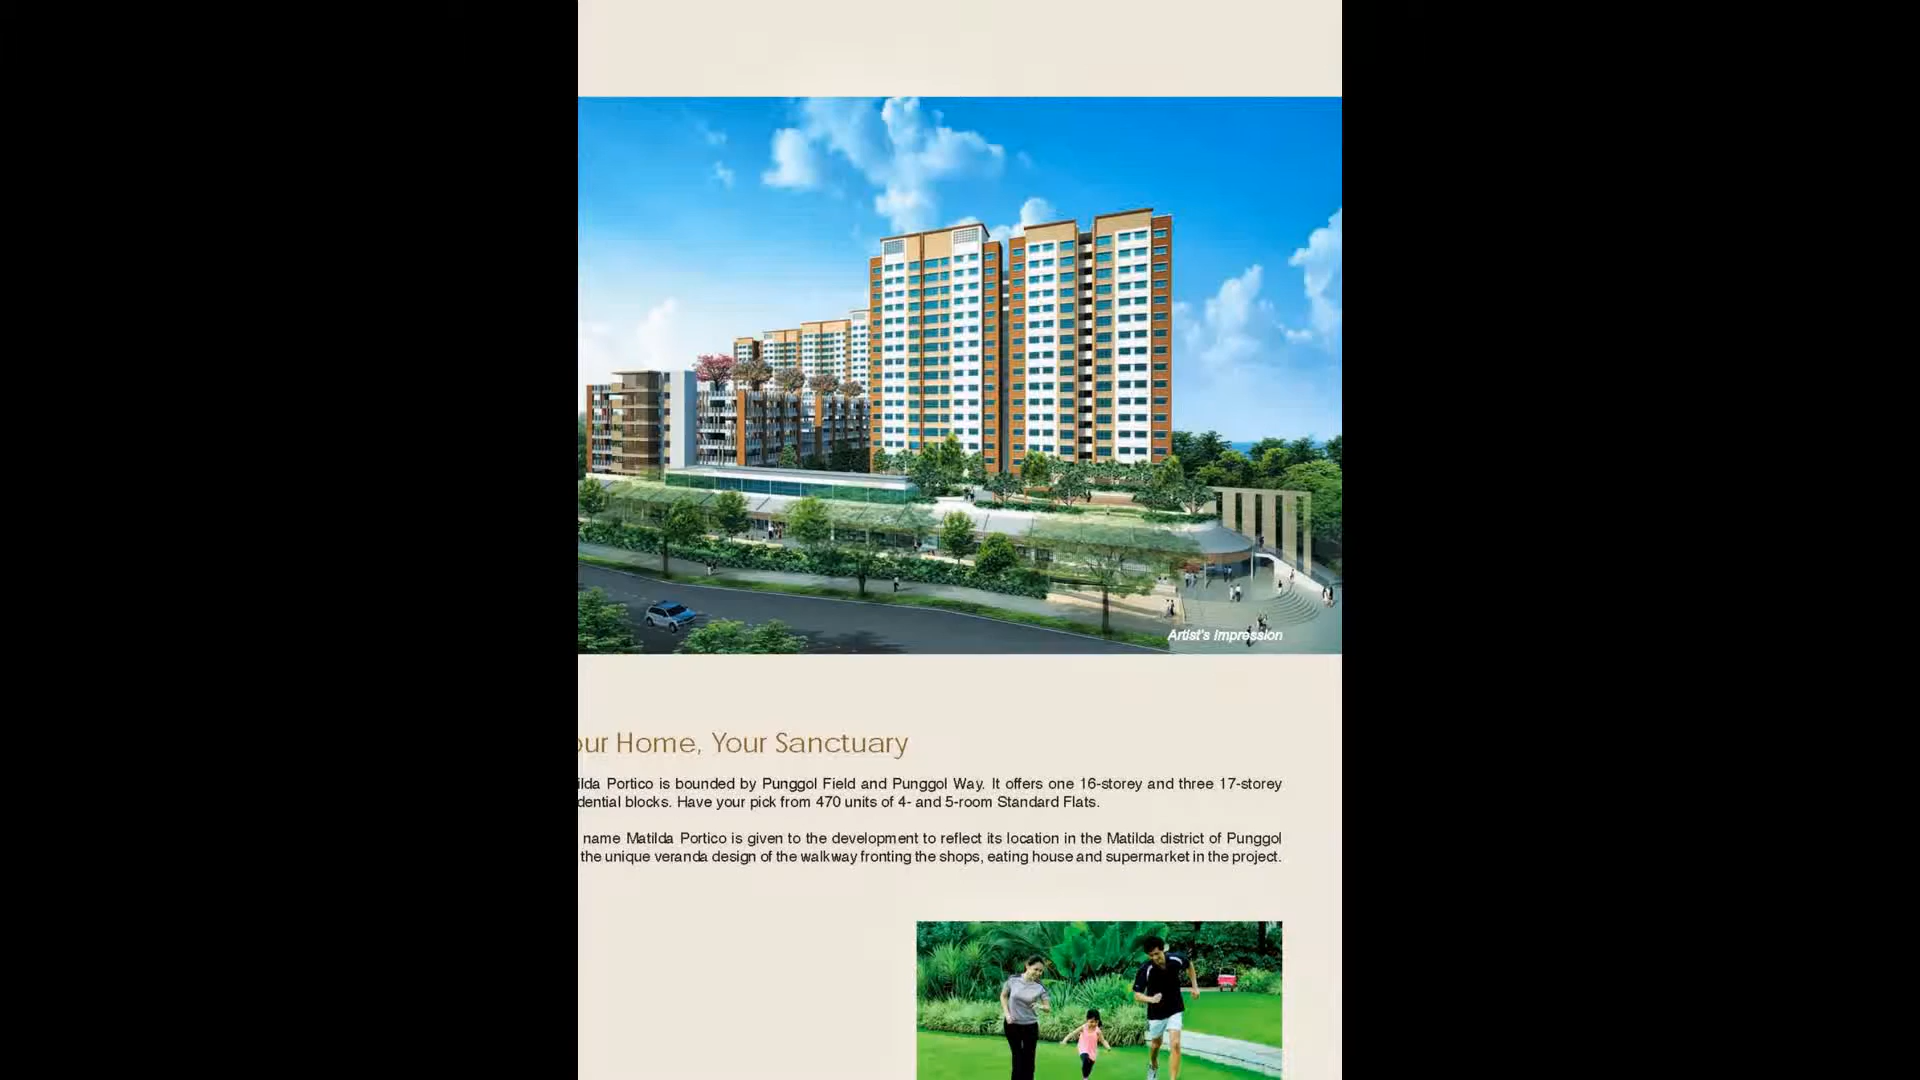 Artist's Impression
our Home, Your Sanctuary
ilda Portico is bounded by Punggol Field and Punggol Way. It offers one 16-storey and three 17-storey
dential blocks. Have your pick from 470 units of 4- and 5-room Standard Flats.
name Matilda Portico is given to the development to reflect its location in the Matilda district of Punggol
the unique veranda design of the walkway fronting the shops, eating house and supermarket in the project.